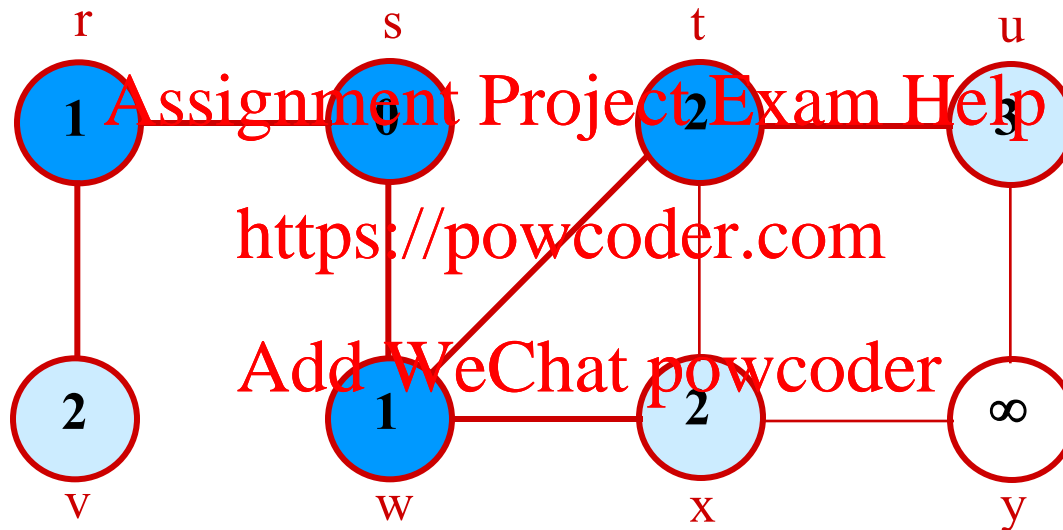 r s t u
Assignment Project Exam Help
1 0 2 3
https://powcoder.com
Add WeChat powcoder
2 1 2 ∞
v w x y